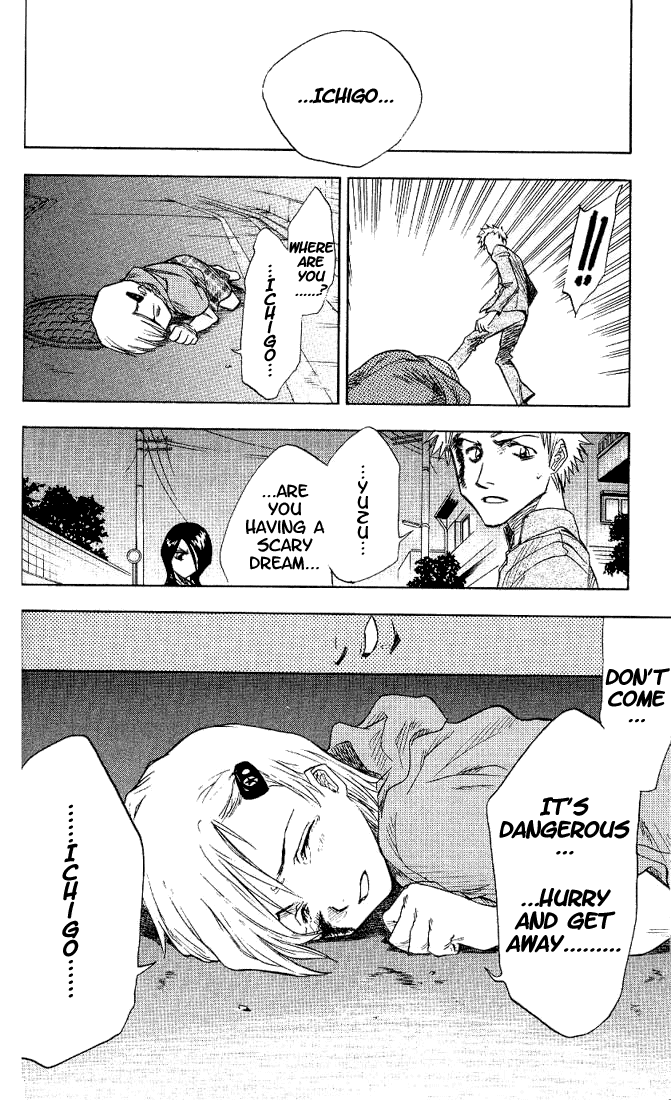 ...ICHIGO...
!!
WHERE
ARE
YOU
......?
...ICHIGO...
...YUZU...
...ARE
YOU
HAVING A
SCARY
DREAM...
DON'T
COME
...
IT'S
DANGEROUS
...
...HURRY
AND GET
AWAY.........
.........ICHIGO.......